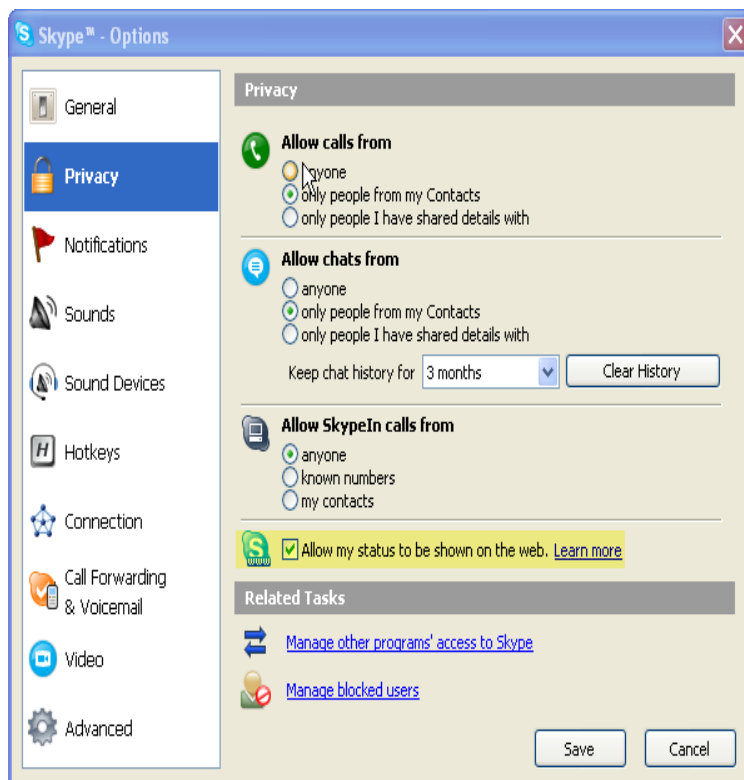 Skype™ - Options
General
Privacy
Notifications
Sounds
Sound Devices
H Hotkeys
Connection
Call Forwarding
& Voicemail
Video
Advanced
Privacy
Allow calls from
only people from my Contacts
only people I have shared details with
Allow chats from
anyone
only people from my Contacts
only people I have shared details with
Keep chat history for 3 months Clear History
Allow SkypeIn calls from
anyone
known numbers
my contacts
Allow my status to be shown on the web. Learn more
Related Tasks
Manage other programs' access to Skype
Manage blocked users
Save Cancel